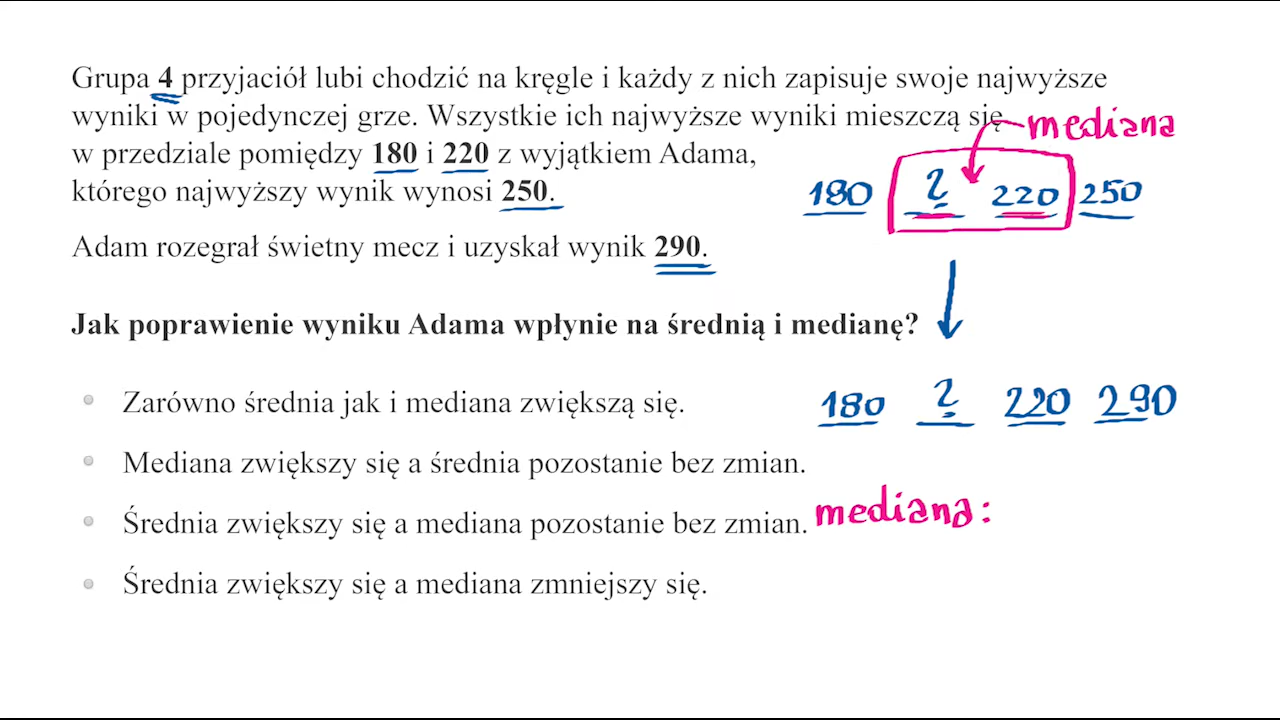 Grupa 4 przyjaciół lubi chodzić na kręgle i każdy z nich zapisuje swoje najwyższe
wyniki w pojedynczej grze. Wszystkie ich najwyższe wyniki mieszczą się
mediana
w przedziale pomiędzy 180 i 220 z wyjątkiem Adama,
którego najwyższy wynik wynosi 250.
180 ? 220 250
Adam rozegrał świetny mecz i uzyskał wynik 290.
Jak poprawienie wyniku Adama wpłynie na średnią i medianę?
Zarówno średnia jak i mediana zwiększą się.
180 ? 220 290
Mediana zwiększy się a średnia pozostanie bez zmian.
Średnia zwiększy się a mediana pozostanie bez zmian.
mediana:
Średnia zwiększy się a mediana zmniejszy się.